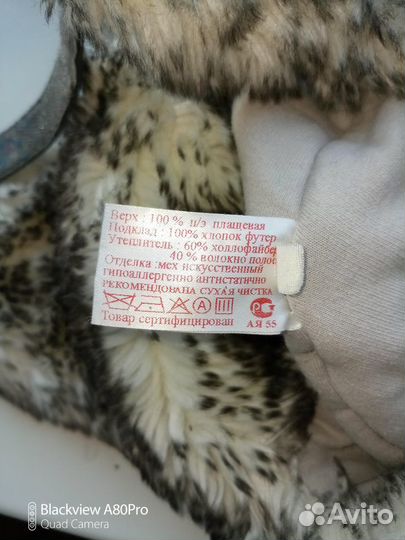 Верх : 100 % п/э плащевая
Подклад : 100% хлопок футер
Утеплитель : 60% холлофайбер
40 % волокно полое
Отделка :мех искусственный
гипоаллергенно антистатично
РЕКОМЕНДОВАНА СУХАЯ ЧИСТКА
A
Товар сертифицирован
РС
АЯ 55
Blackview A80Pro
Quad Camera
Avito